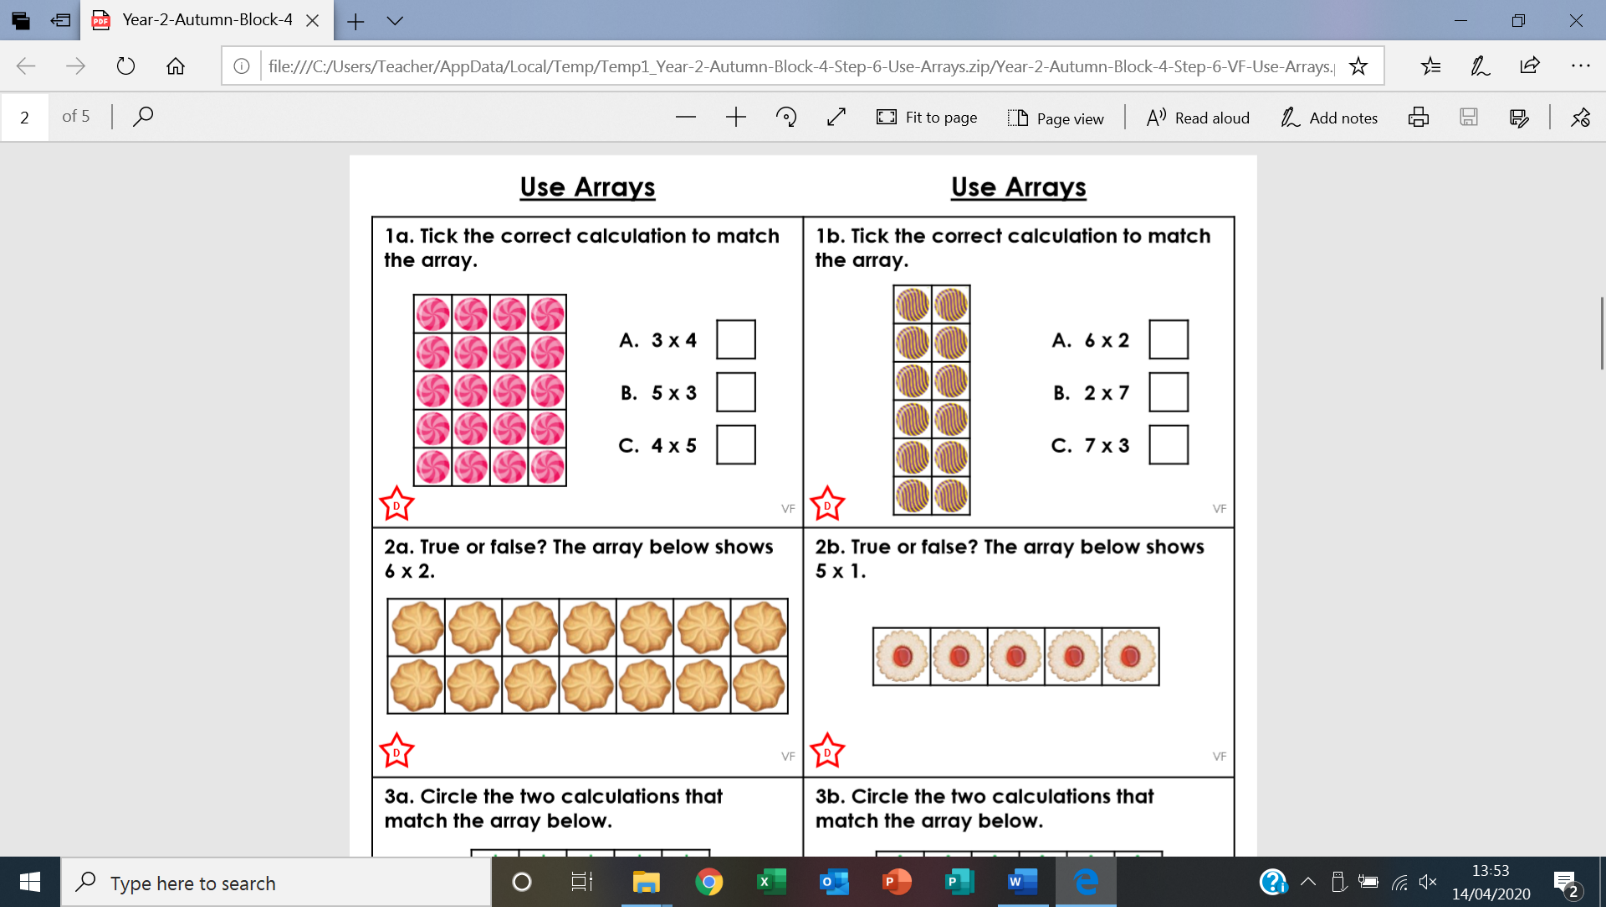 Year-2-Autumn-Block-4
file:///C:/Users/Teacher/AppData/Local/Temp/Temp1_Year-2-Autumn-Block-4-Step-6-Use-Arrays.zip/Year-2-Autumn-Block-4-Step-6-VF-Use-Arrays.
2 of 5
Fit to page
Page view
Read aloud
Add notes
Use Arrays
1a. Tick the correct calculation to match
the array.
A. 3 x 4
B. 5 x 3
C. 4 x 5
D
VF
2a. True or false? The array below shows
6 x 2.
D
VF
3a. Circle the two calculations that
match the array below.
Use Arrays
1b. Tick the correct calculation to match
the array.
A. 6 x 2
B. 2 x 7
C. 7 x 3
D
VF
2b. True or false? The array below shows
5 x 1.
D
VF
3b. Circle the two calculations that
match the array below.
Type here to search
13:53
14/04/2020
2